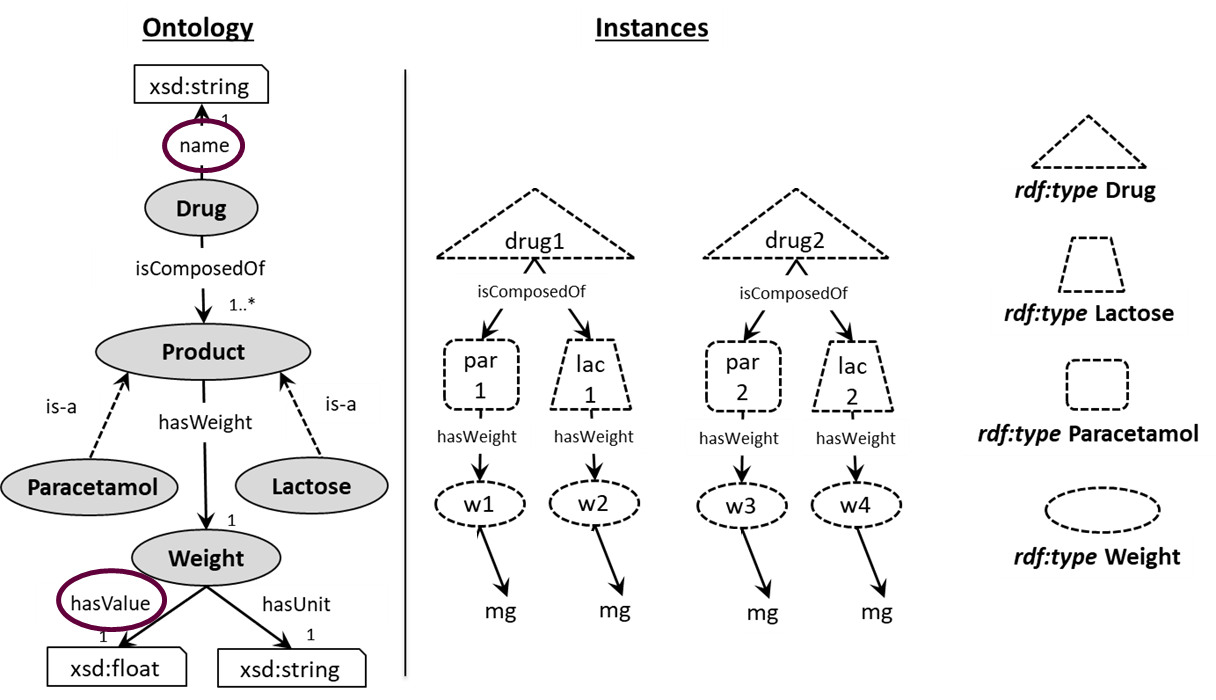 Ontology
xsd:string
1
name
Drug
isComposedOf
1..*
Product
is-a
hasWeight
is-a
Paracetamol
Lactose
1
Weight
hasValue
hasUnit
1
1
xsd:float
xsd:string
Instances
drug1
isComposedOf
par
1
lac
1
hasWeight
hasWeight
w1
w2
mg
mg
drug2
isComposedOf
par
2
lac
2
hasWeight
hasWeight
w3
w4
mg
mg
rdf:type Drug
rdf:type Lactose
rdf:type Paracetamol
rdf:type Weight